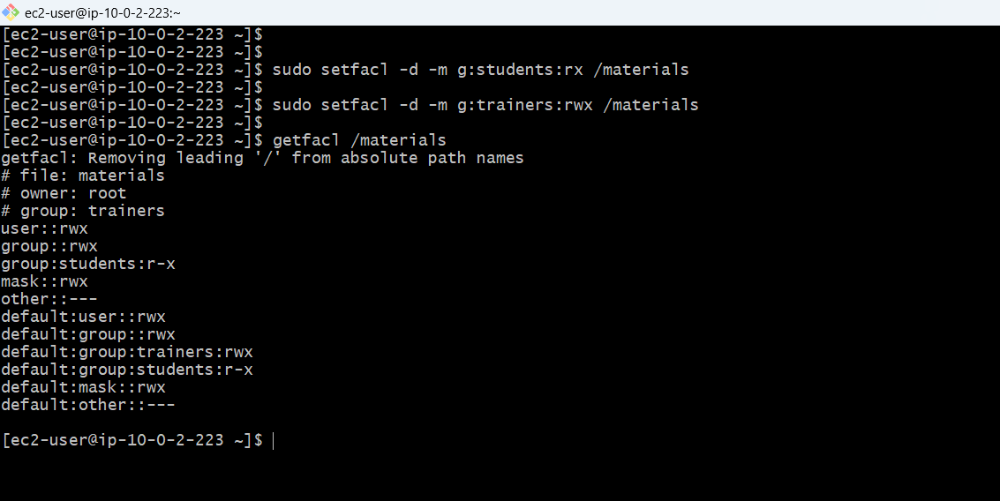 ec2-user@ip-10-0-2-223:~
[ec2-user@ip-10-0-2-223 ~]$
[ec2-user@ip-10-0-2-223 ~]$
[ec2-user@ip-10-0-2-223 ~]$ sudo setfacl -d -m g:students:rx /materials
[ec2-user@ip-10-0-2-223 ~]$
[ec2-user@ip-10-0-2-223 ~]$ sudo setfacl -d -m g:trainers:rwx /materials
[ec2-user@ip-10-0-2-223 ~]$
[ec2-user@ip-10-0-2-223 ~]$ getfacl /materials
getfacl: Removing leading '/' from absolute path names
# file: materials
# owner: root
# group: trainers
user::rwx
group::rwx
group:students:r-x
mask::rwx
other::---
default:user::rwx
default:group::rwx
default:group:trainers:rwx
default:group:students:r-x
default:mask::rwx
default:other::---
[ec2-user@ip-10-0-2-223 ~]$